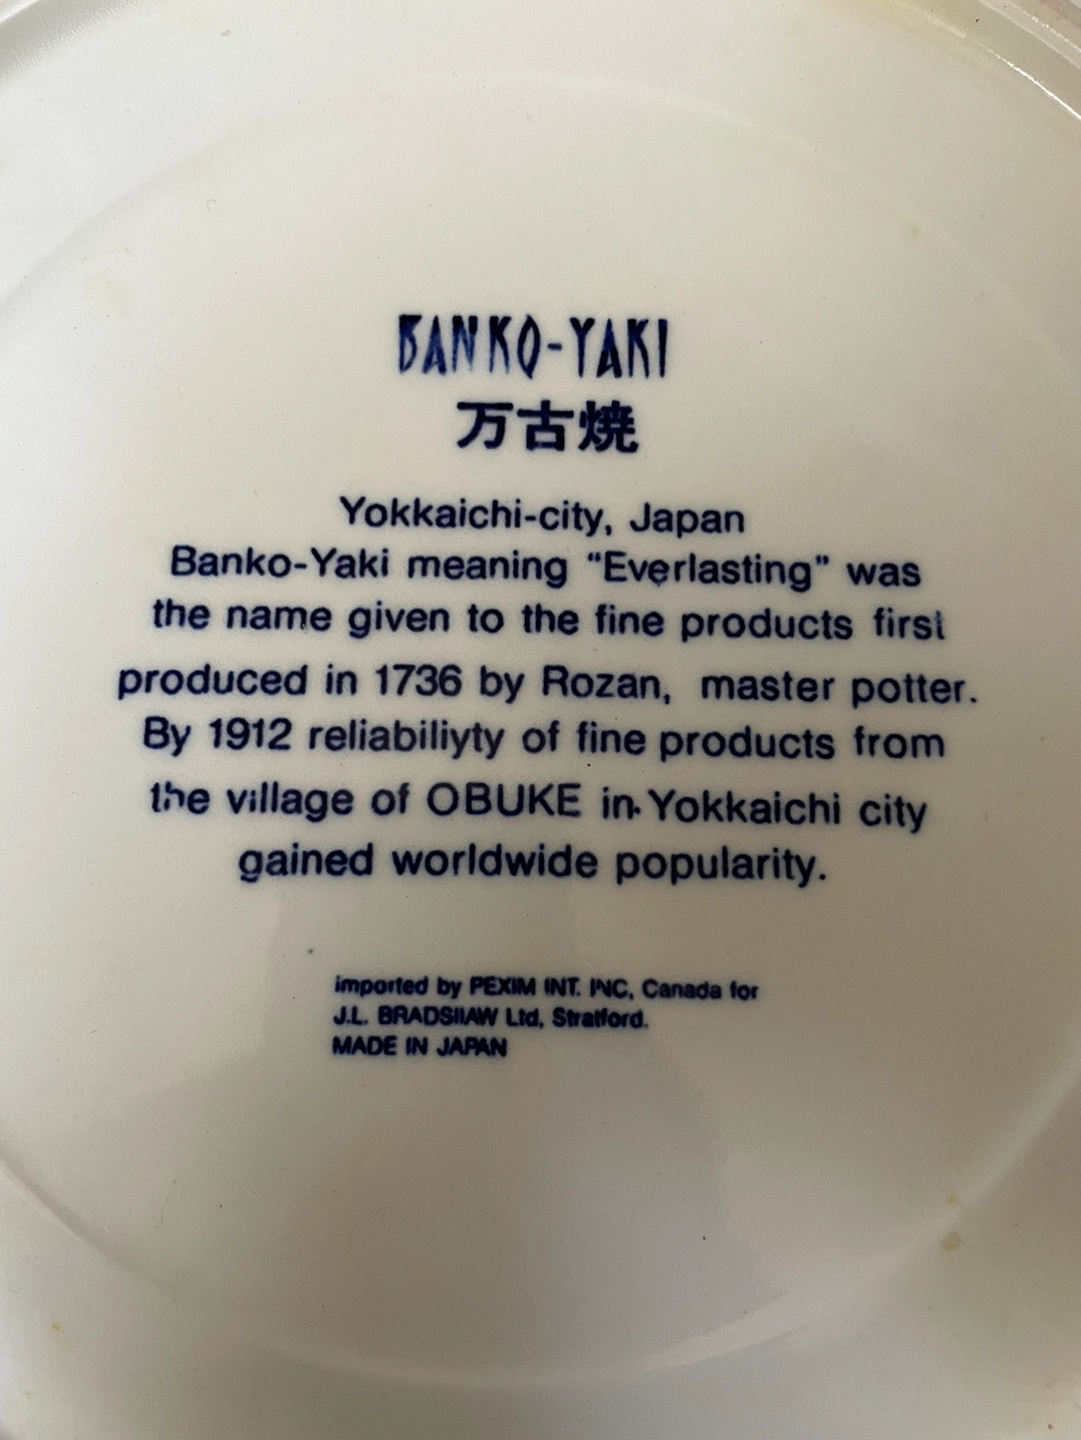 BANKO-YAKI
万古焼
Yokkaichi-city, Japan
Banko-Yaki meaning "Everlasting" was
the name given to the fine products first
produced in 1736 by Rozan, master potter.
By 1912 reliabiliyty of fine products from
the village of OBUKE in Yokkaichi city
gained worldwide popularity.
imported by PEXIM INT. INC, Canada for
J.L. BRADSHAW Ltd, Stratford.
MADE IN JAPAN